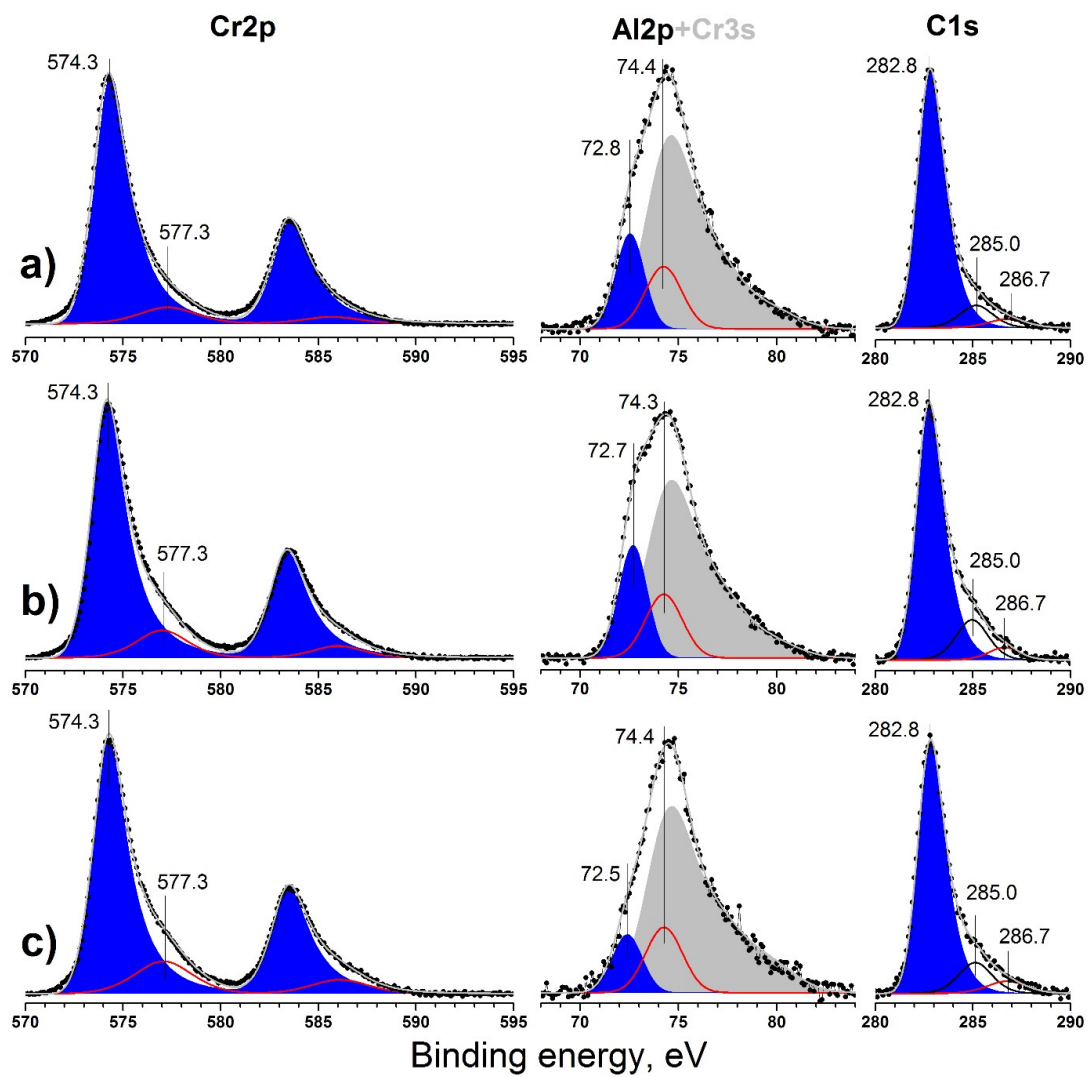 Cr2p Al2p+Cr3s C1s
574.3 577.3 74.4 72.8 282.8 285.0 286.7
a)
570 575 580 585 590 595 70 75 80 280 285 290
574.3 577.3 74.3 72.7 282.8 285.0 286.7
b)
570 575 580 585 590 595 70 75 80 280 285 290
574.3 577.3 74.4 72.5 282.8 285.0 286.7
c)
570 575 580 585 590 595 70 75 80 280 285 290
Binding energy, eV